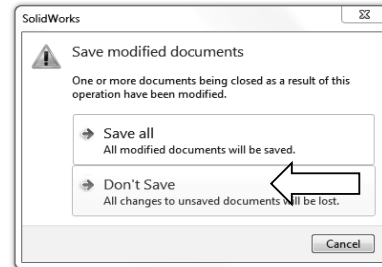 SolidWorks
Save modified documents
One or more documents being closed as a result of this
operation have been modified.
Save all
All modified documents will be saved.
Don't Save
All changes to unsaved documents will be lost.
Cancel